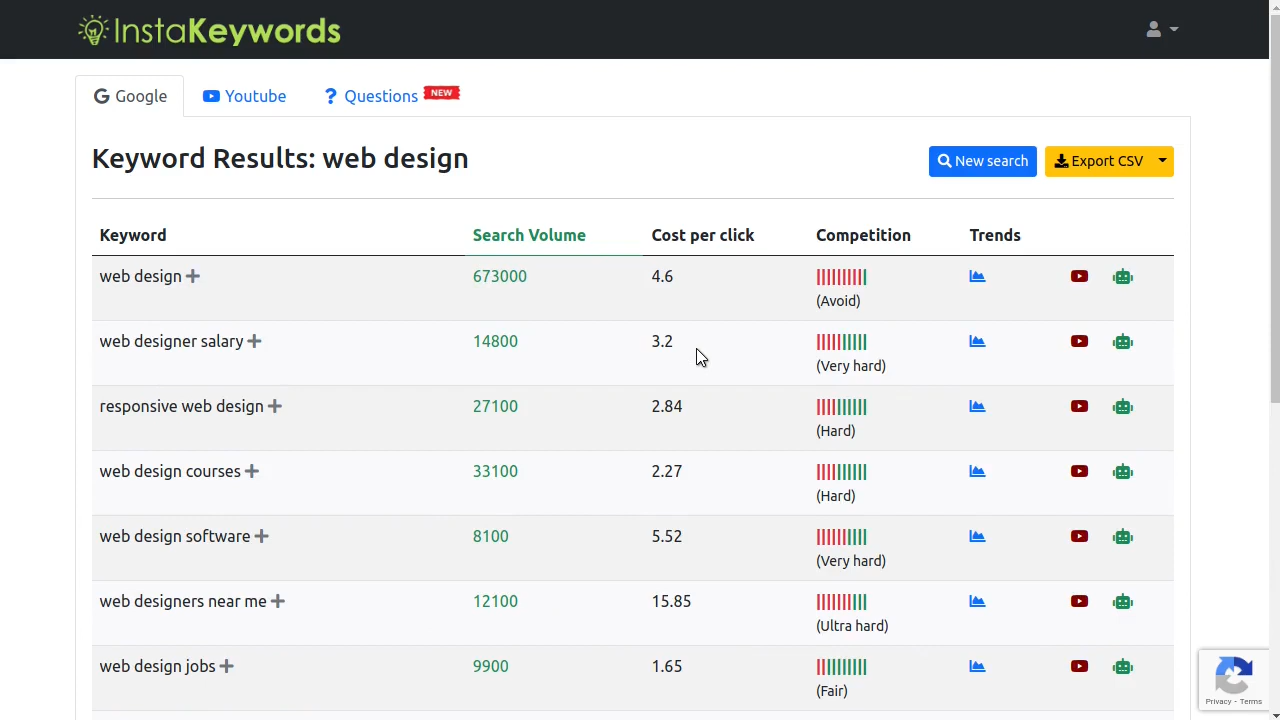 InstaKeywords
Google
Youtube
Questions NEW
Keyword Results: web design
New search
Export CSV
Keyword Search Volume Cost per click Competition Trends
web design 673000 4.6
(Avoid)
web designer salary 14800 3.2
(Very hard)
responsive web design 27100 2.84
(Hard)
web design courses 33100 2.27
(Hard)
web design software 8100 5.52
(Very hard)
web designers near me 12100 15.85
(Ultra hard)
web design jobs 9900 1.65
(Fair)
Privacy - Terms